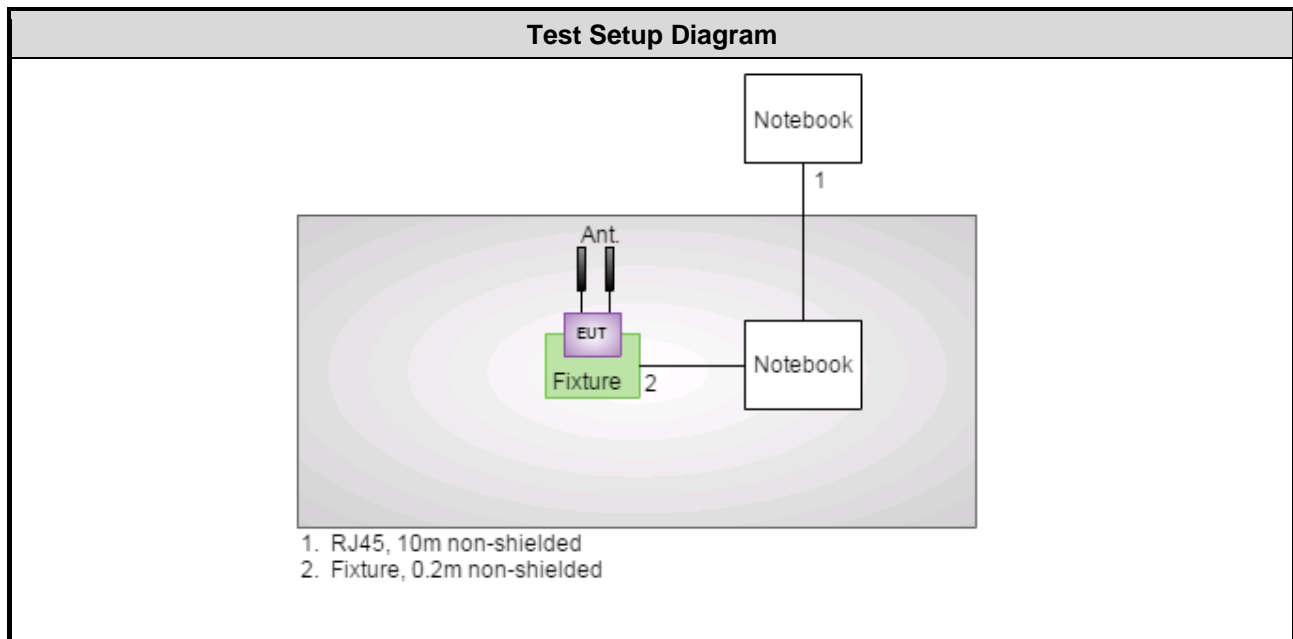 Test Setup Diagram
Notebook
1
Ant.
EUT
Fixture
2
Notebook
1. RJ45, 10m non-shielded
2. Fixture, 0.2m non-shielded